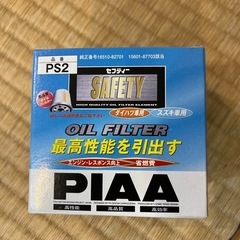 品番
PS2
純正番号16510-82701 15601-87703該当
セフティー
SAFETY
HIGH QUALITY OIL FILTER ELEMENT
ダイハツ車用
スズキ車用
OIL FILTER
最高性能を引出す
エンジン・レスポンス向上
省燃費
PIAA
高性能
高品質
高効率